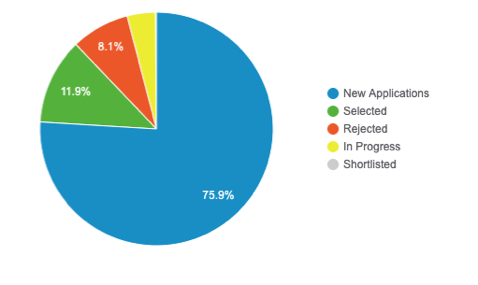 8.1%
11.9%
75.9%
New Applications
Selected
Rejected
In Progress
Shortlisted